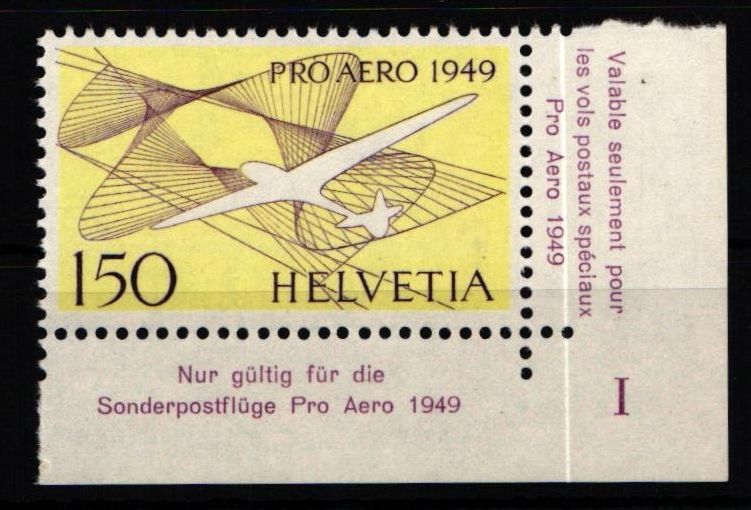 PRO AERO 1949
150
HELVETIA
Nur gültig für die
Sonderpostflüge Pro Aero 1949
Valable seulement pour
les vols postaux spéciaux
Pro Aero 1949
I